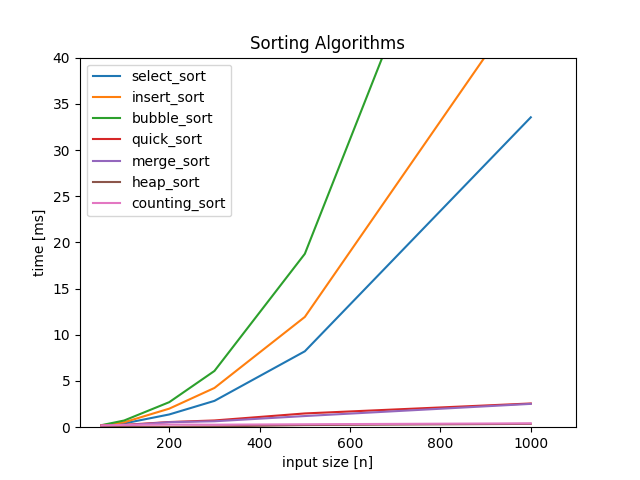 Sorting Algorithms
40
35
30
25
20
15
10
5
0
time [ms]
select_sort
insert_sort
bubble_sort
quick_sort
merge_sort
heap_sort
counting_sort
200 400 600 800 1000
input size [n]